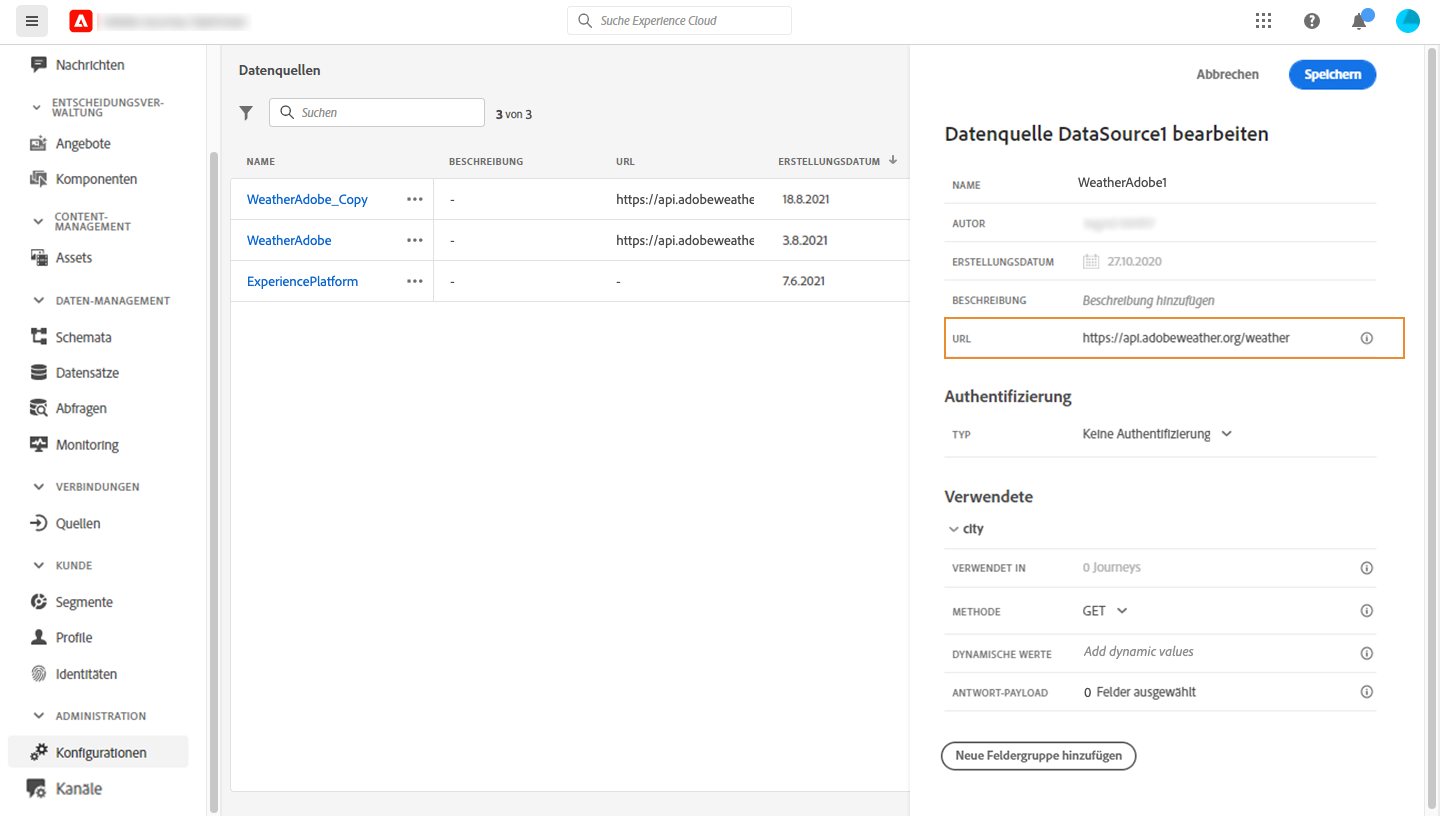 Suche Experience Cloud
Nachrichten
ENTSCHEIDUNGSVER-
WALTUNG
Angebote
Komponenten
CONTENT-
MANAGEMENT
Assets
DATEN-MANAGEMENT
Schemata
Datensätze
Abfragen
Monitoring
VERBINDUNGEN
Quellen
KUNDE
Segmente
Profile
Identitäten
ADMINISTRATION
Konfigurationen
Kanäle
Datenquellen
Suchen
3 von 3
NAME BESCHREIBUNG URL ERSTELLUNGSDATUM
WeatherAdobe_Copy - https://api.adobeweathe 18.8.2021
WeatherAdobe - https://api.adobeweathe 3.8.2021
ExperiencePlatform - - 7.6.2021
Abbrechen
Speichern
Datenquelle DataSource1 bearbeiten
NAME WeatherAdobe1
AUTOR
ERSTELLUNGSDATUM 27.10.2020
BESCHREIBUNG Beschreibung hinzufügen
URL https://api.adobeweather.org/weather
Authentifizierung
TYP Keine Authentifizierung
Verwendete
city
VERWENDET IN 0 Journeys
METHODE GET
DYNAMISCHE WERTE Add dynamic values
ANTWORT-PAYLOAD 0 Felder ausgewählt
Neue Feldergruppe hinzufügen